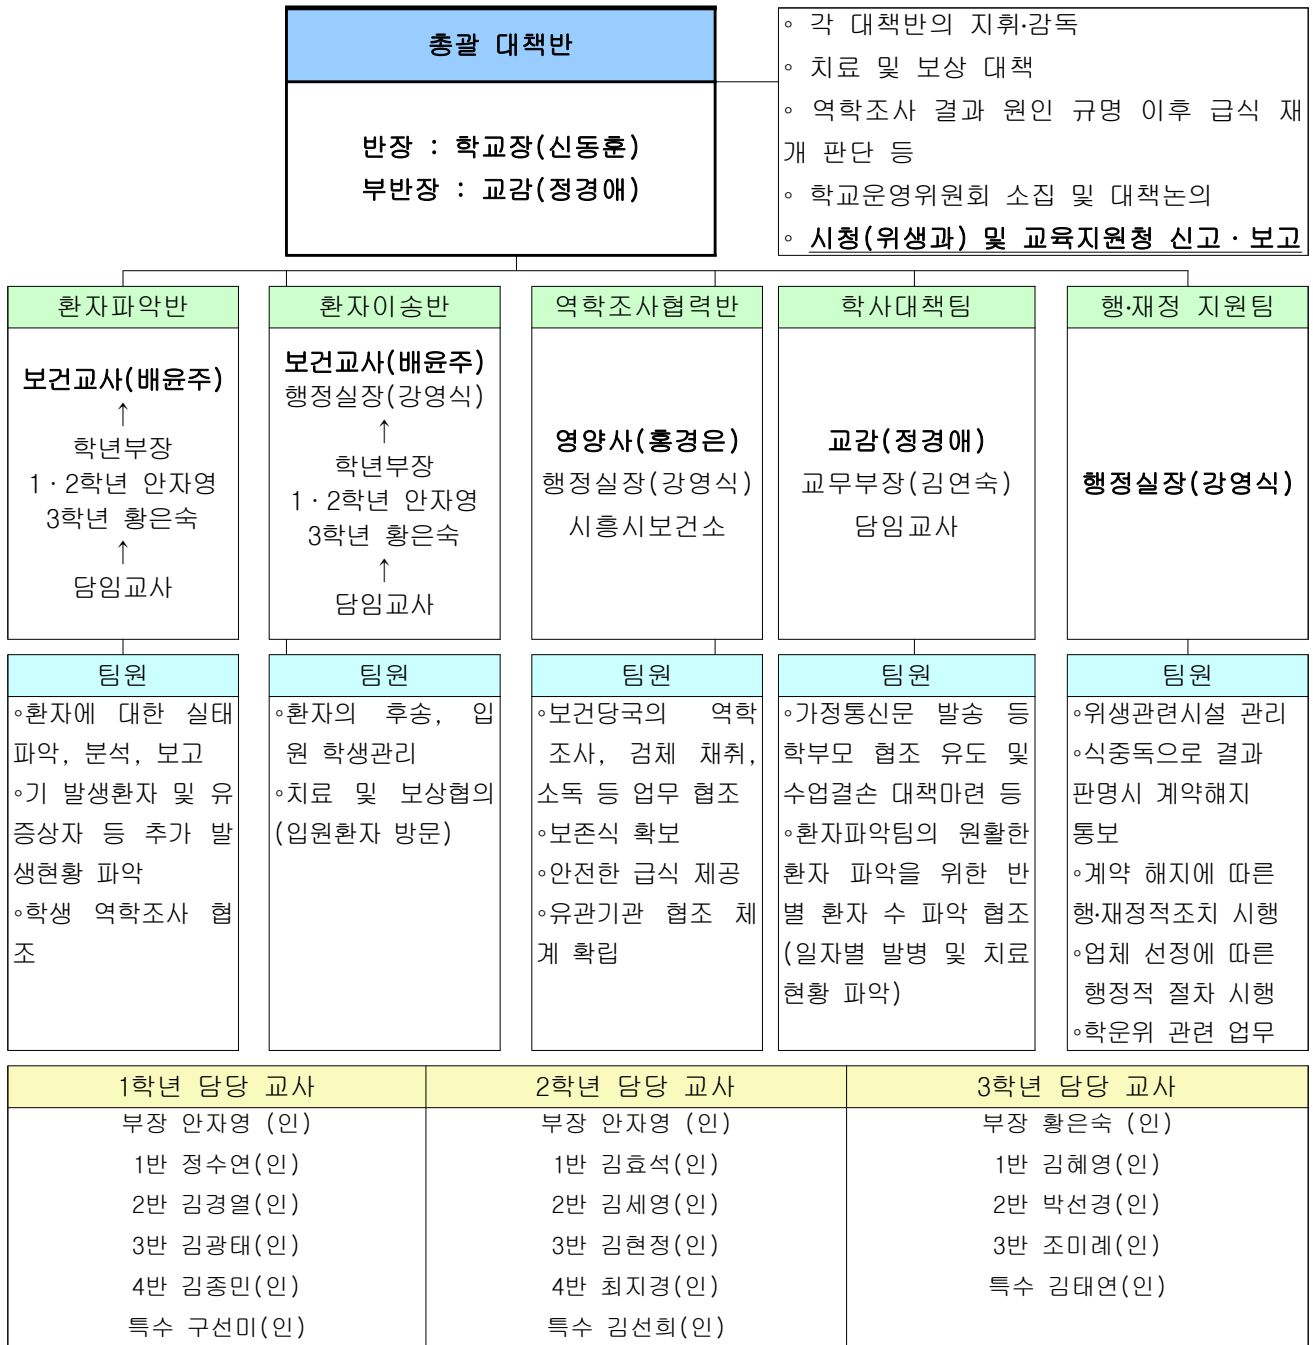 총괄 대책반
반장 : 학교장(신동훈)
부반장 : 교감(정경애)
◦ 각 대책반의 지휘·감독
◦ 치료 및 보상 대책
◦ 역학조사 결과 원인 규명 이후 급식 재
개 판단 등
◦ 학교운영위원회 소집 및 대책논의
◦ 시청(위생과) 및 교육지원청 신고·보고
환자파악반
보건교사(배윤주)
↑
학년부장
1·2학년 안자영
3학년 황은숙
↑
담임교사
환자이송반
보건교사(배윤주)
행정실장(강영식)
↑
학년부장
1·2학년 안자영
3학년 황은숙
↑
담임교사
역학조사협력반
영양사(홍경은)
행정실장(강영식)
시흥시보건소
학사대책팀
교감(정경애)
교무부장(김연숙)
담임교사
행·재정 지원팀
행정실장(강영식)
팀원
◦환자에 대한 실태
파악, 분석, 보고
◦기 발생환자 및 유
증상자 등 추가 발
생현황 파악
◦학생 역학조사 협
조
팀원
◦환자의 후송, 입
원 학생관리
◦치료 및 보상협의
(입원환자 방문)
팀원
◦보건당국의 역학
조사, 검체 채취,
소독 등 업무 협조
◦보존식 확보
◦안전한 급식 제공
◦유관기관 협조 체
계 확립
팀원
◦가정통신문 발송 등
학부모 협조 유도 및
수업결손 대책마련 등
◦환자파악팀의 원활한
환자 파악을 위한 반
별 환자 수 파악 협조
(일자별 발병 및 치료
현황 파악)
팀원
◦위생관련시설 관리
◦식중독으로 결과
판명시 계약해지
통보
◦계약 해지에 따른
행·재정적조치 시행
◦업체 선정에 따른
행정적 절차 시행
◦학운위 관련 업무
1학년 담당 교사
부장 안자영 (인)
1반 정수연(인)
2반 김경열(인)
3반 김광태(인)
4반 김종민(인)
특수 구선미(인)
2학년 담당 교사
부장 안자영 (인)
1반 김효석(인)
2반 김세영(인)
3반 김현정(인)
4반 최지경(인)
특수 김선희(인)
3학년 담당 교사
부장 황은숙 (인)
1반 김혜영(인)
2반 박선경(인)
3반 조미례(인)
특수 김태연(인)